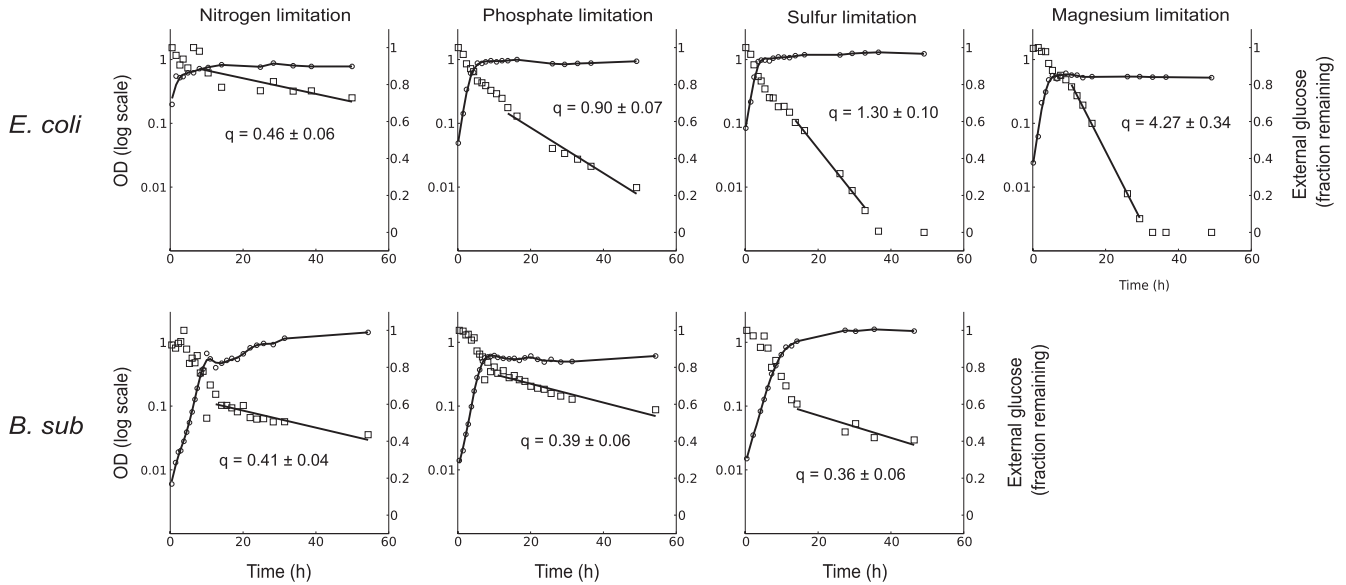 Nitrogen limitation
Phosphate limitation
Sulfur limitation
Magnesium limitation
E. coli
OD (log scale)
1
0.1
0.01
q = 0.46 ± 0.06
1
0.8
0.6
0.4
0.2
0
0 20 40 60
1
0.1
0.01
q = 0.90 ± 0.07
1
0.8
0.6
0.4
0.2
0
0 20 40 60
1
0.1
0.01
q = 1.30 ± 0.10
1
0.8
0.6
0.4
0.2
0
0 20 40 60
1
0.1
0.01
q = 4.27 ± 0.34
1
0.8
0.6
0.4
0.2
0
0 20 40 60
Time (h)
External glucose
(fraction remaining)
B. sub
OD (log scale)
1
0.1
0.01
q = 0.41 ± 0.04
1
0.8
0.6
0.4
0.2
0
0 20 40 60
Time (h)
1
0.1
0.01
q = 0.39 ± 0.06
1
0.8
0.6
0.4
0.2
0
0 20 40 60
Time (h)
1
0.1
0.01
q = 0.36 ± 0.06
1
0.8
0.6
0.4
0.2
0
0 20 40 60
Time (h)
External glucose
(fraction remaining)